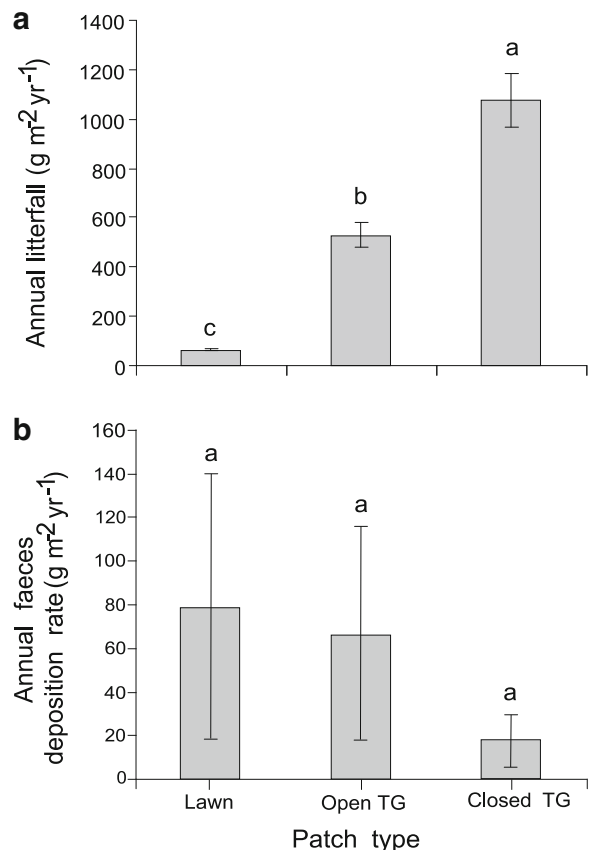 a
Annual litterfall (g m-2 yr-1)
1400
1200
1000
800
600
400
200
0
c
b
a
b
Annual faeces
deposition rate (g m-2 yr-1)
160
140
120
100
80
60
40
20
0
a
a
a
Lawn Open TG Closed TG
Patch type